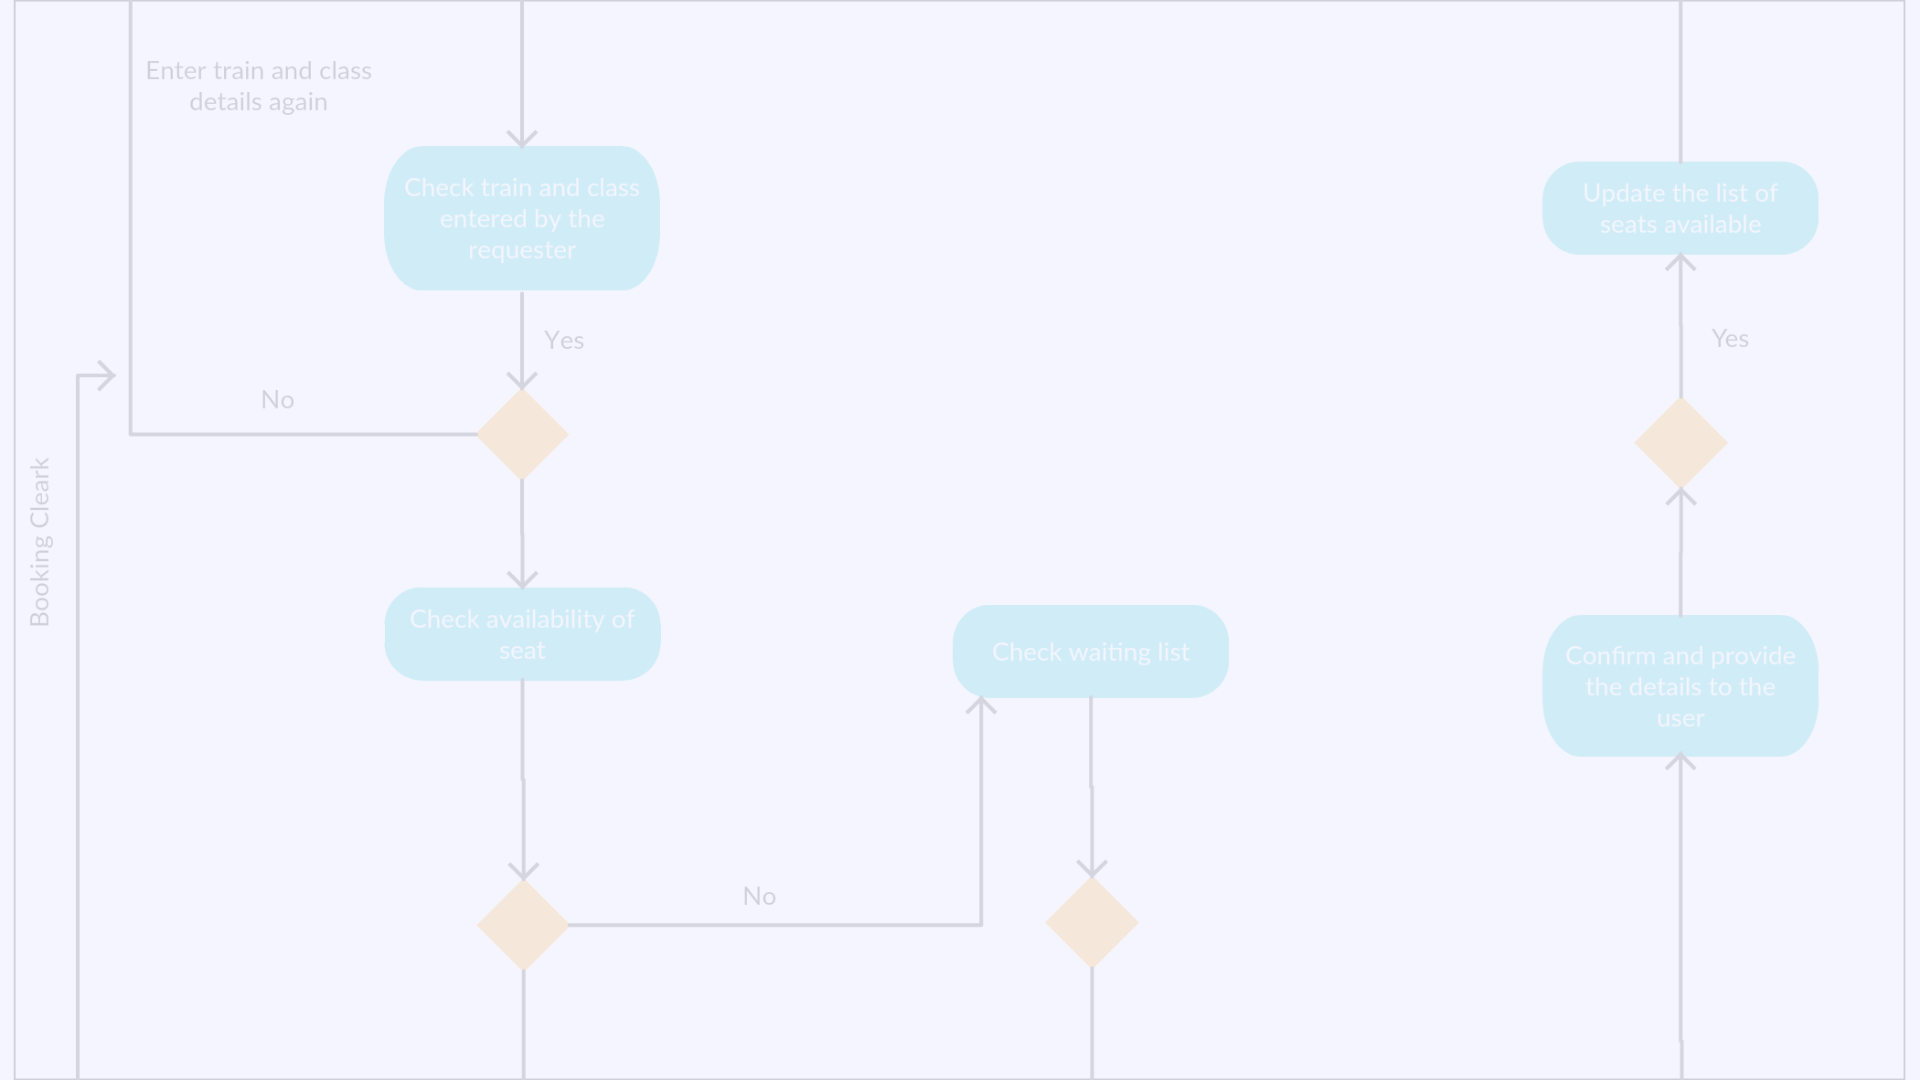 Enter train and class
details again
Check train and class
entered by the
requester
Update the list of
seats available
Yes
Yes
No
Booking Cleark
Check availability of
seat
Check waiting list
Confirm and provide
the details to the
user
No